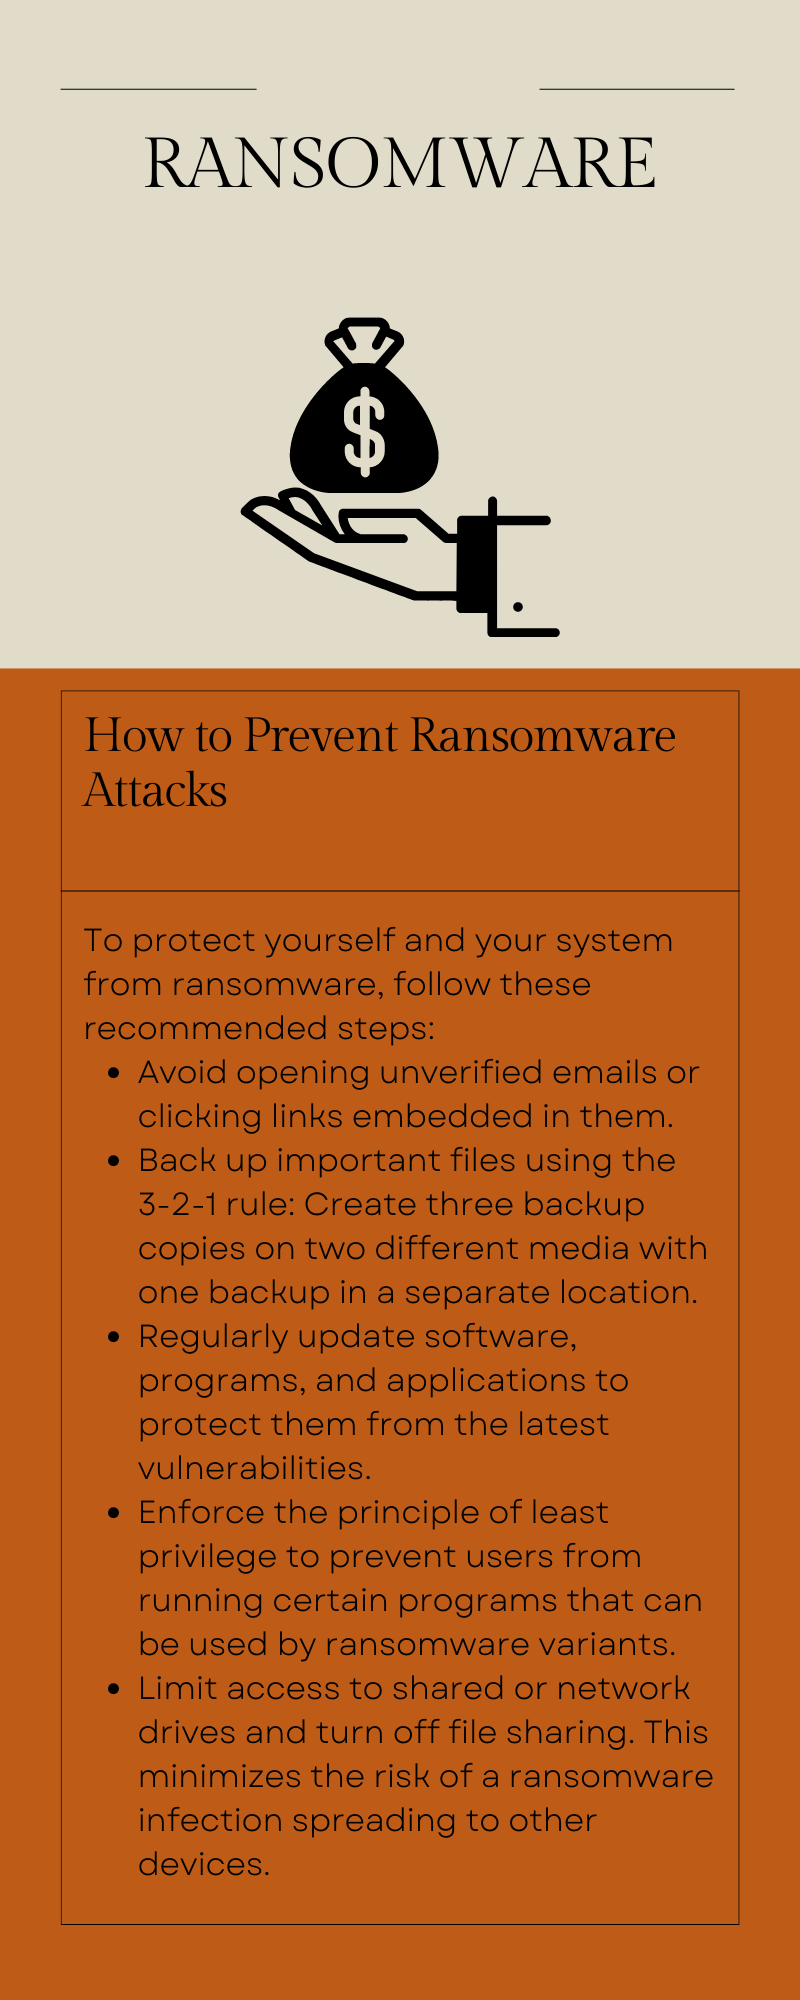 RANSOMWARE
$
How to Prevent Ransomware
Attacks
To protect yourself and your system
from ransomware, follow these
recommended steps:
• Avoid opening unverified emails or
clicking links embedded in them.
• Back up important files using the
3-2-1 rule: Create three backup
copies on two different media with
one backup in a separate location.
• Regularly update software,
programs, and applications to
protect them from the latest
vulnerabilities.
• Enforce the principle of least
privilege to prevent users from
running certain programs that can
be used by ransomware variants.
• Limit access to shared or network
drives and turn off file sharing. This
minimizes the risk of a ransomware
infection spreading to other
devices.